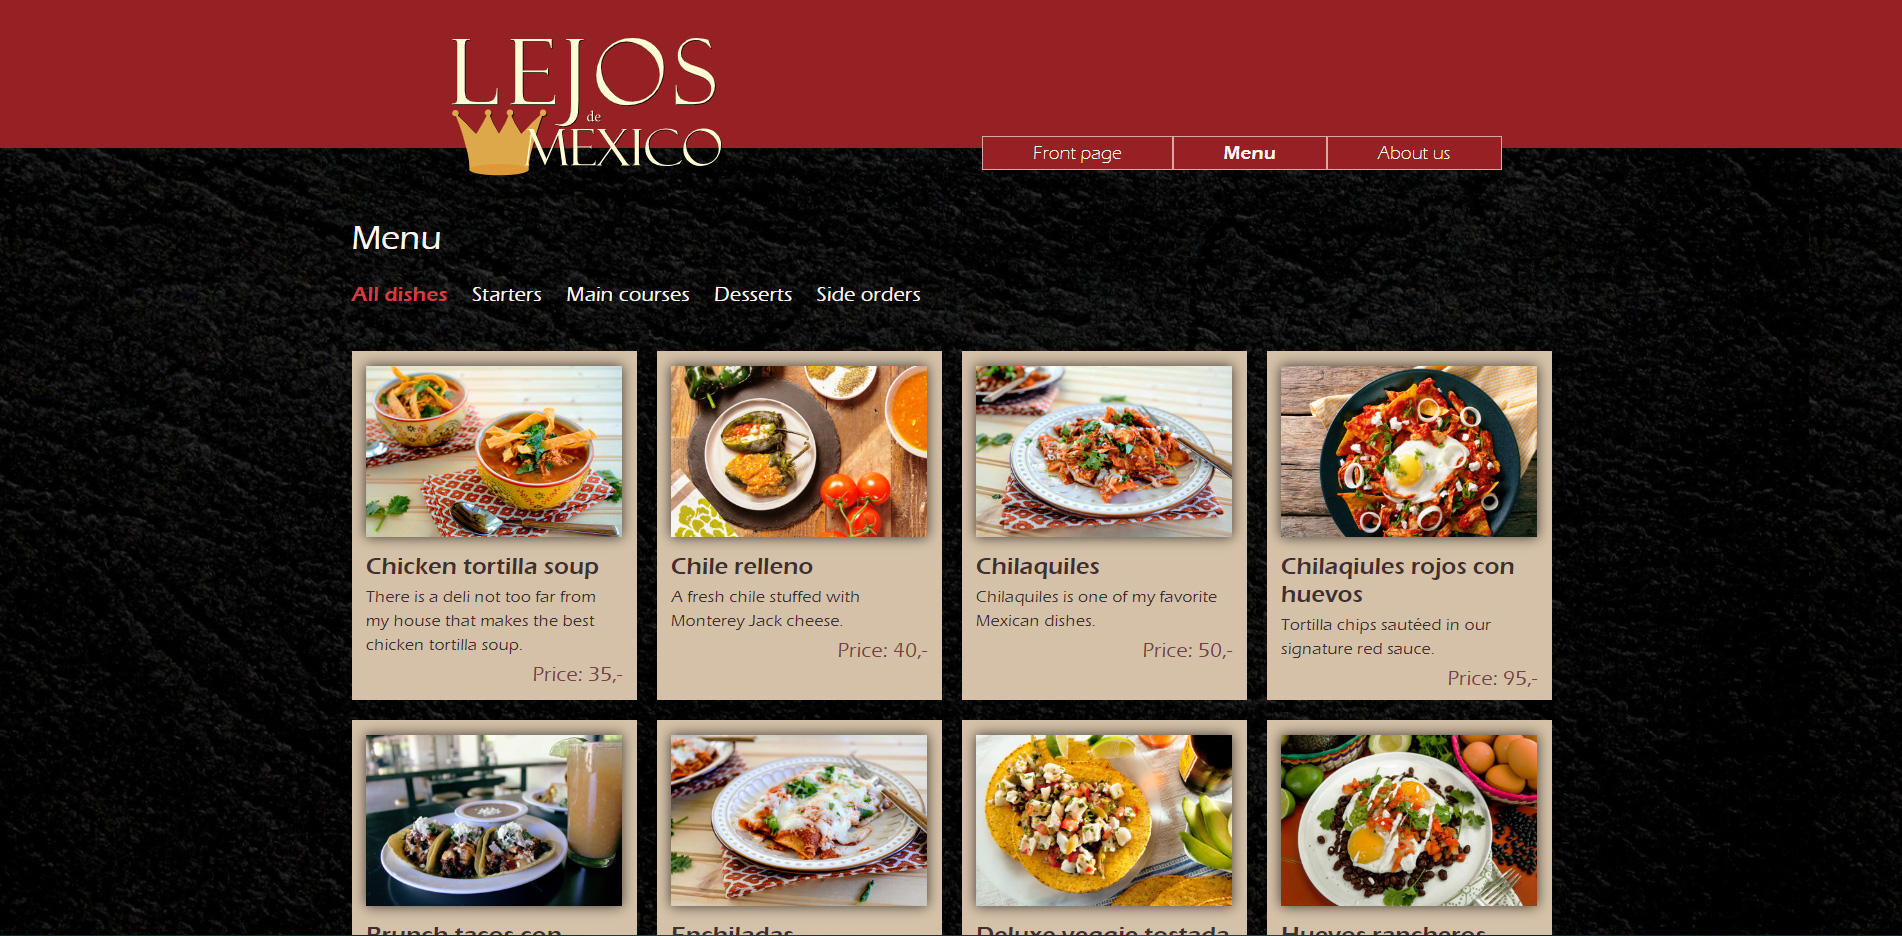 LEJOS
de
MEXICO
Front page
Menu
About us
Menu
All dishes
Starters
Main courses
Desserts
Side orders
Chicken tortilla soup
There is a deli not too far from
my house that makes the best
chicken tortilla soup.
Price: 35,-
Chile relleno
A fresh chile stuffed with
Monterey Jack cheese.
Price: 40,-
Chilaquiles
Chilaquiles is one of my favorite
Mexican dishes.
Price: 50,-
Chilaqiules rojos con
huevos
Tortilla chips sautéed in our
signature red sauce.
Price: 95,-
Brunch tacos con
Enchiladas
Deluxe veggie tostada
Huevos rancheros